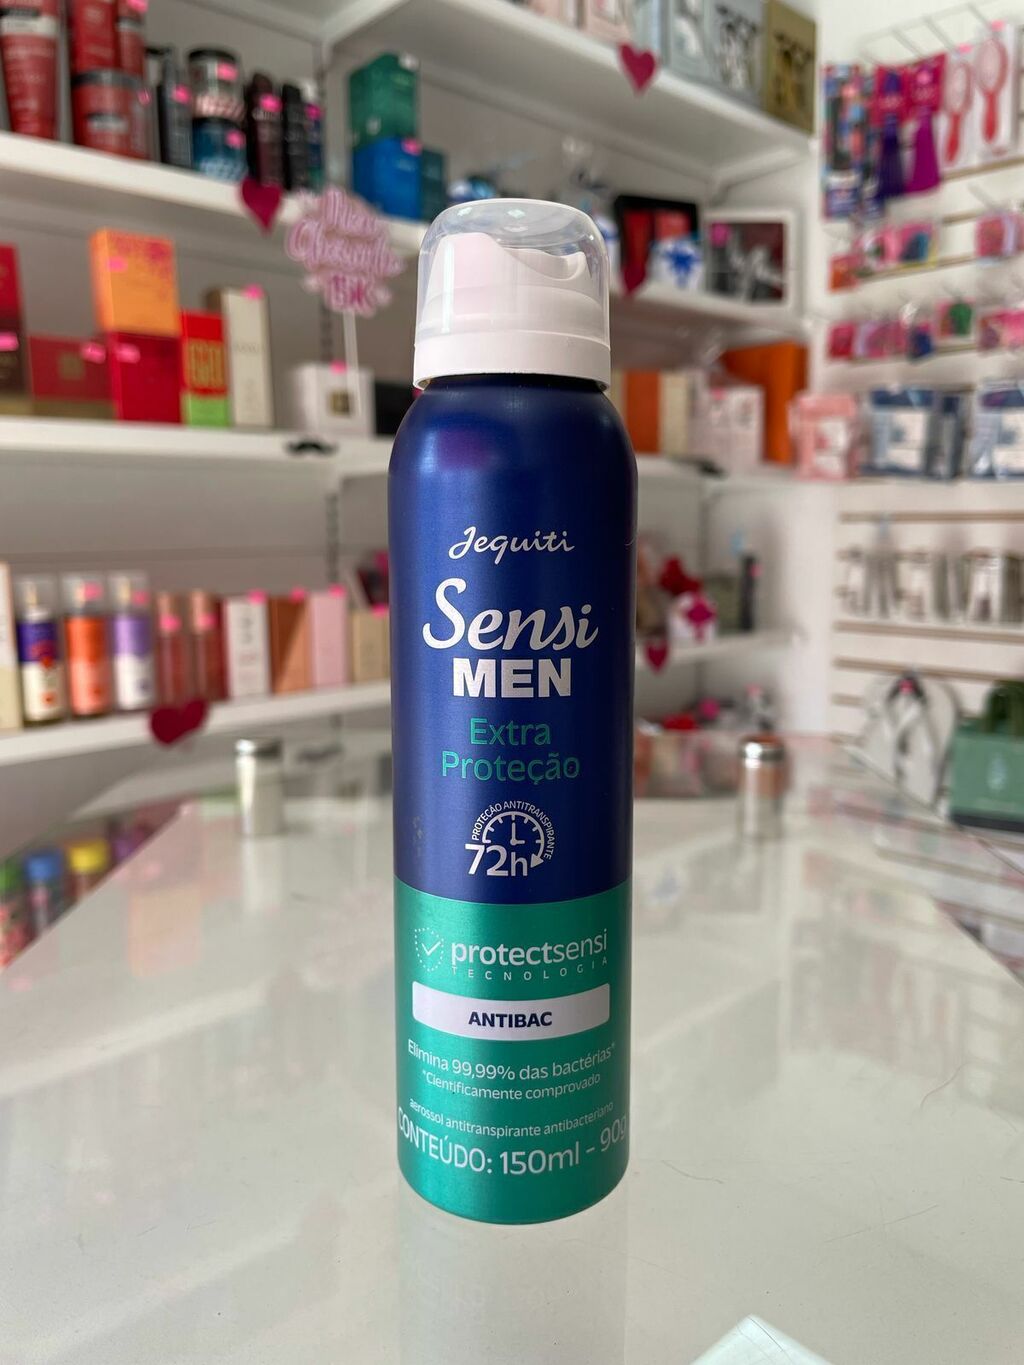 Jequiti
Sensi
MEN
Extra
Proteção
PROTEÇÃO ANTITRANSPIRANTE
72h
protectsensi
TECNOLOGIA
ANTIBAC
Elimina 99,99% das bactérias*
*Cientificamente comprovado
aerossol antitranspirante antibacteriano
CONTEÚDO: 150ml - 90g